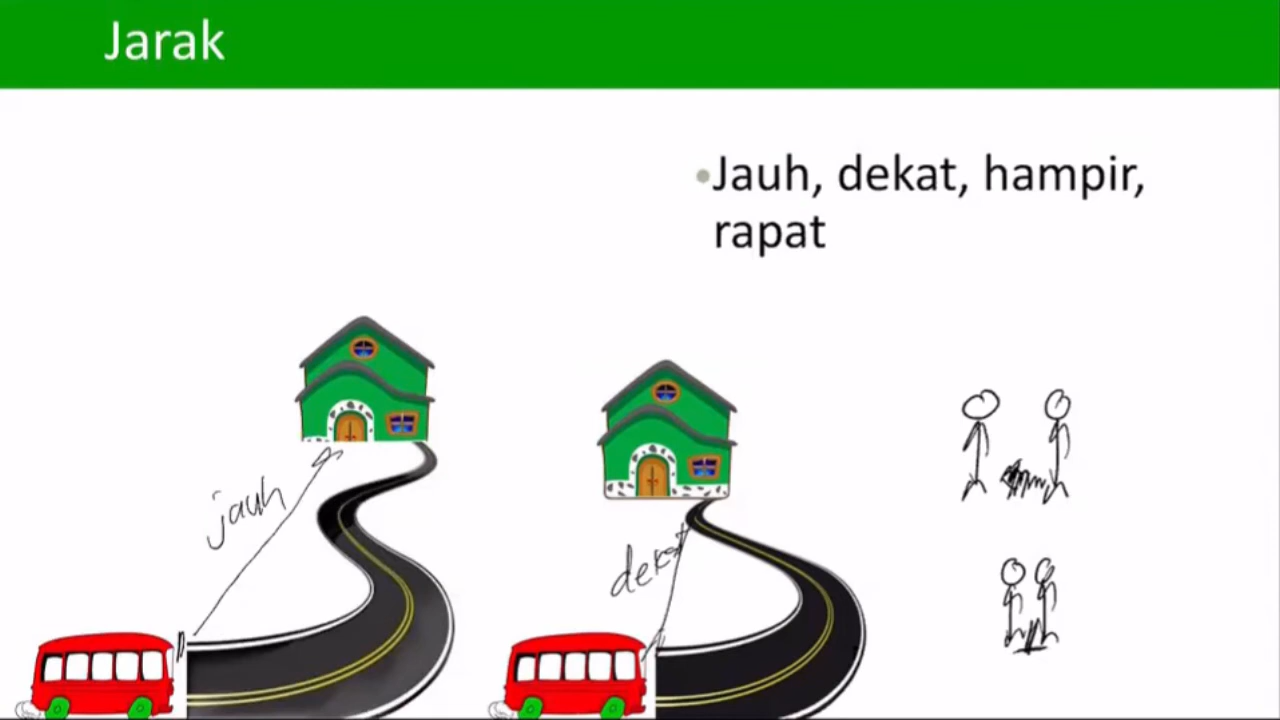 Jarak
•Jauh, dekat, hampir,
rapat
jauh
dekat